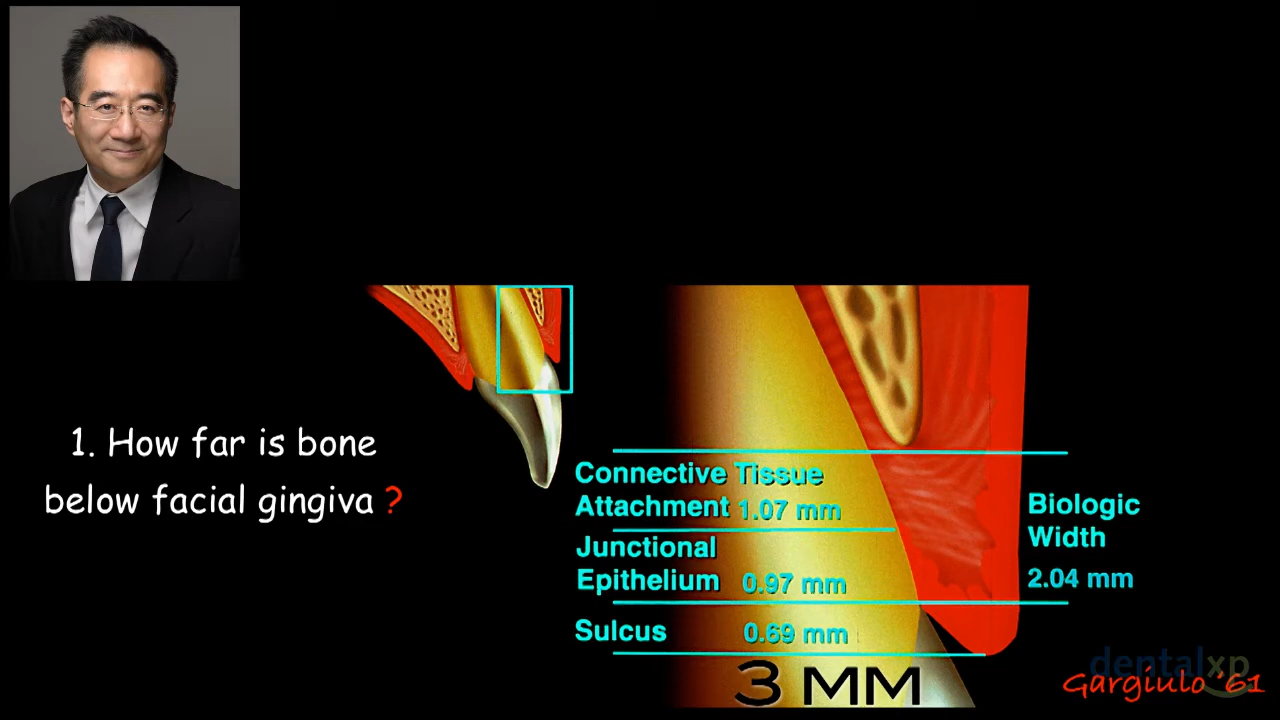 1. How far is bone
below facial gingiva ?
Connective Tissue
Attachment 1.07 mm
Junctional
Epithelium 0.97 mm
Sulcus 0.69 mm
3 MM
Biologic
Width
2.04 mm
dentalxp
Gargiulo '61